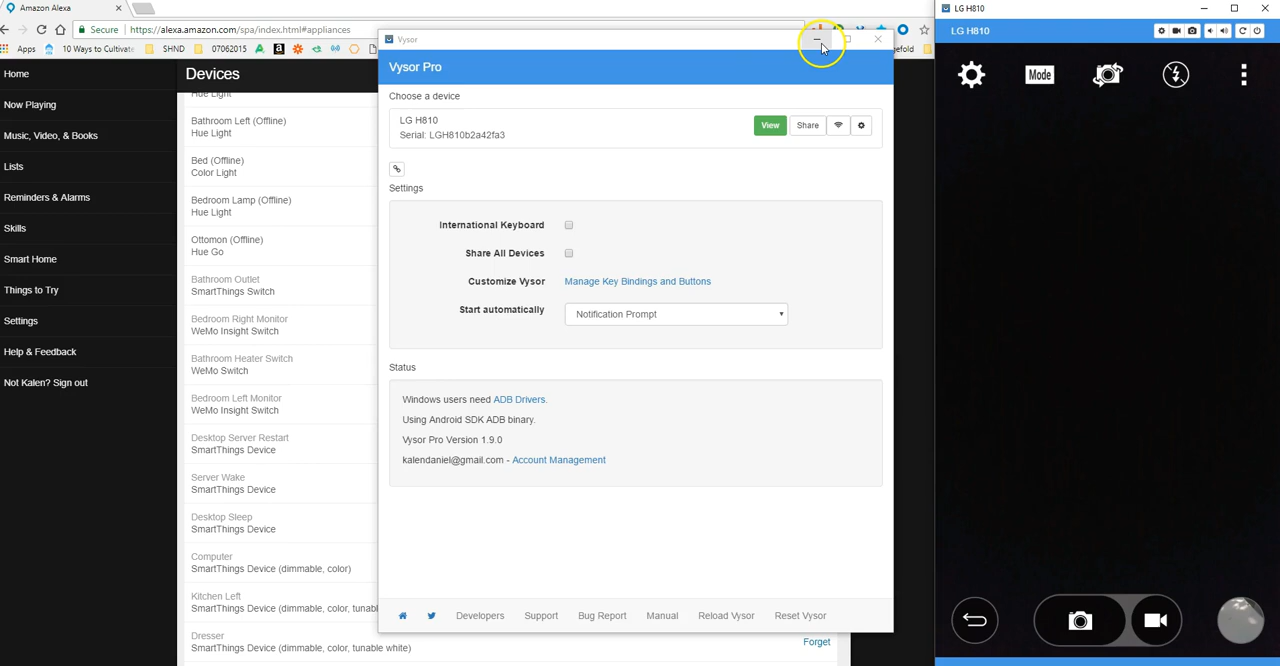 Amazon Alexa
Secure
https://alexa.amazon.com/spa/index.html#appliances
Apps
10 Ways to Cultivate
SHND
07062015
Home
Now Playing
Music, Video, & Books
Lists
Reminders & Alarms
Skills
Smart Home
Things to Try
Settings
Help & Feedback
Not Kalen? Sign out
Devices
Hue Light
Bathroom Left (Offline)
Hue Light
Bed (Offline)
Color Light
Bedroom Lamp (Offline)
Hue Light
Ottomon (Offline)
Hue Go
Bathroom Outlet
SmartThings Switch
Bedroom Right Monitor
WeMo Insight Switch
Bathroom Heater Switch
WeMo Switch
Bedroom Left Monitor
WeMo Insight Switch
Desktop Server Restart
SmartThings Device
Server Wake
SmartThings Device
Desktop Sleep
SmartThings Device
Computer
SmartThings Device (dimmable, color)
Kitchen Left
SmartThings Device (dimmable, color, tunabl
Dresser
SmartThings Device (dimmable, color, tunable white)
Forget
Vysor
Vysor Pro
Choose a device
LG H810
Serial: LGH810b2a42fa3
View
Share
Settings
International Keyboard
Share All Devices
Customize Vysor
Manage Key Bindings and Buttons
Start automatically
Notification Prompt
Status
Windows users need ADB Drivers.
Using Android SDK ADB binary.
Vysor Pro Version 1.9.0
kalendaniel@gmail.com - Account Management
Developers
Support
Bug Report
Manual
Reload Vysor
Reset Vysor
LG H810
LG H810
Mode